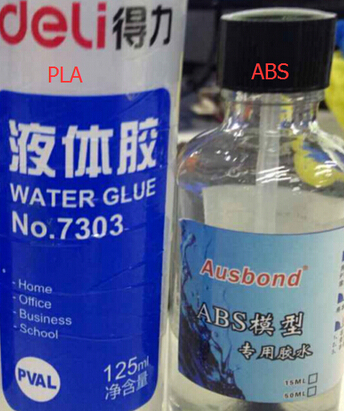 deli得力
PLA
液体胶
WATER GLUE
No.7303
- Home
- Office
- Business
- School
PVAL
125ml
净含量
ABS
Ausbond®
ABS模型
专用胶水
15ML□
50ML□